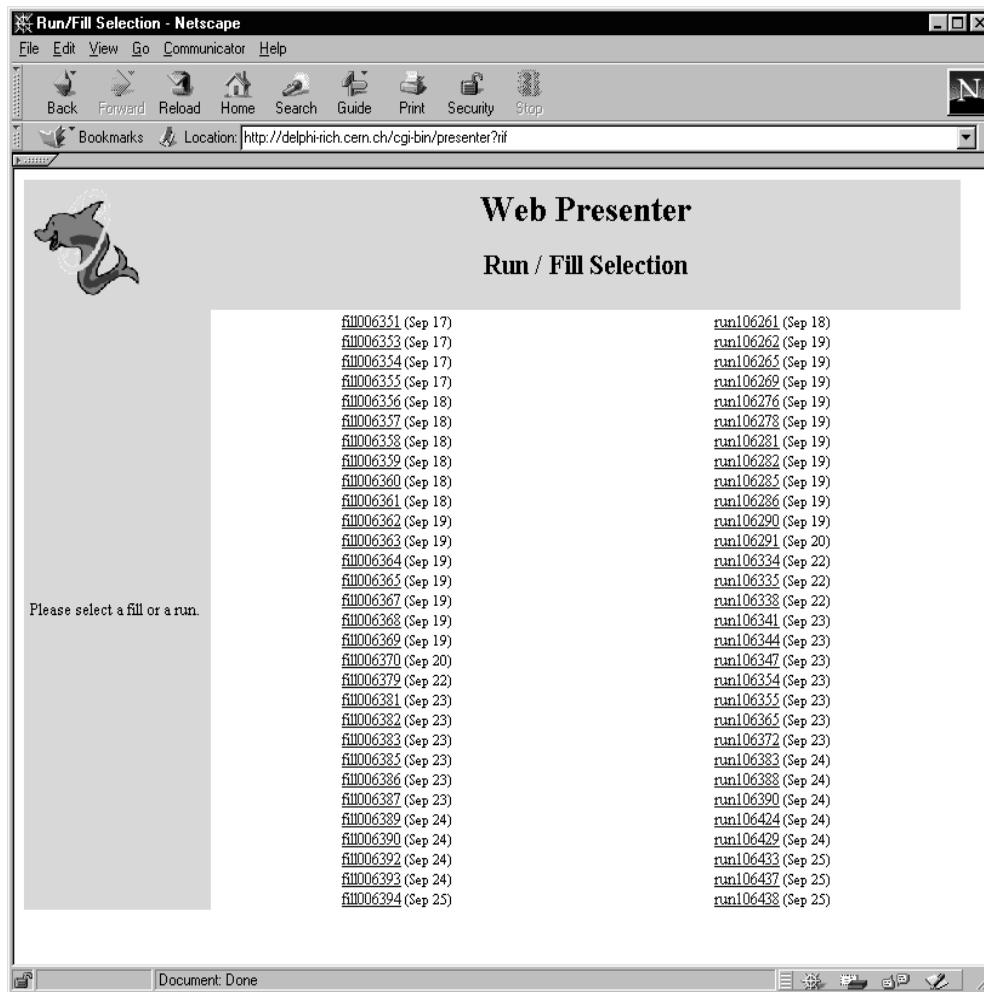 Run/Fill Selection - Netscape
File Edit View Go Communicator Help
Back Forward Reload Home Search Guide Print Security Stop
N
Bookmarks Location: http://delphi-rich.cern.ch/cgi-bin/presenter?rif
Web Presenter
Run / Fill Selection
Please select a fill or a run.
fill006351 (Sep 17)
fill006353 (Sep 17)
fill006354 (Sep 17)
fill006355 (Sep 17)
fill006356 (Sep 18)
fill006357 (Sep 18)
fill006358 (Sep 18)
fill006359 (Sep 18)
fill006360 (Sep 18)
fill006361 (Sep 18)
fill006362 (Sep 19)
fill006363 (Sep 19)
fill006364 (Sep 19)
fill006365 (Sep 19)
fill006367 (Sep 19)
fill006368 (Sep 19)
fill006369 (Sep 19)
fill006370 (Sep 20)
fill006379 (Sep 22)
fill006381 (Sep 23)
fill006382 (Sep 23)
fill006383 (Sep 23)
fill006385 (Sep 23)
fill006386 (Sep 23)
fill006387 (Sep 23)
fill006389 (Sep 24)
fill006390 (Sep 24)
fill006392 (Sep 24)
fill006393 (Sep 24)
fill006394 (Sep 25)
run106261 (Sep 18)
run106262 (Sep 19)
run106265 (Sep 19)
run106269 (Sep 19)
run106276 (Sep 19)
run106278 (Sep 19)
run106281 (Sep 19)
run106282 (Sep 19)
run106285 (Sep 19)
run106286 (Sep 19)
run106290 (Sep 19)
run106291 (Sep 20)
run106334 (Sep 22)
run106335 (Sep 22)
run106338 (Sep 22)
run106341 (Sep 23)
run106344 (Sep 23)
run106347 (Sep 23)
run106354 (Sep 23)
run106355 (Sep 23)
run106365 (Sep 23)
run106372 (Sep 23)
run106383 (Sep 24)
run106388 (Sep 24)
run106390 (Sep 24)
run106424 (Sep 24)
run106429 (Sep 24)
run106433 (Sep 25)
run106437 (Sep 25)
run106438 (Sep 25)
Document: Done